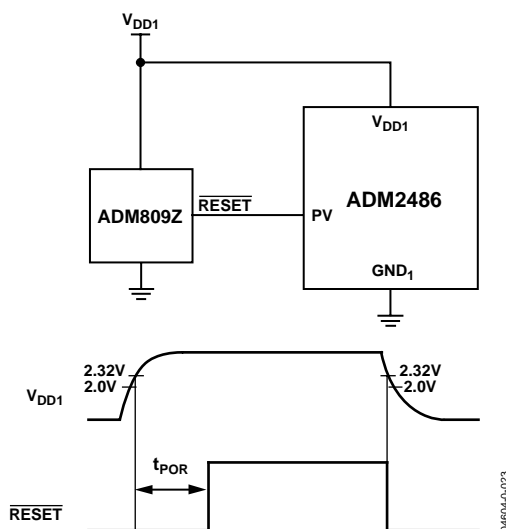 VDD1
VDD1
ADM809Z
RESET
PV
ADM2486
GND1
2.32V
2.0V
VDD1
2.32V
2.0V
tPOR
RESET
04604-0-023